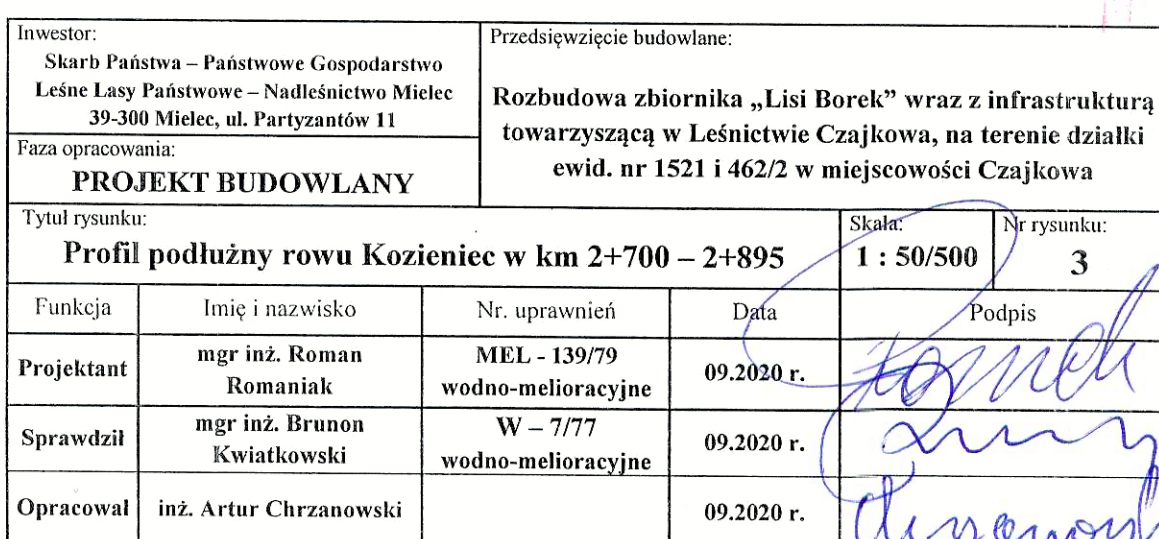 Inwestor:
Skarb Państwa – Państwowe Gospodarstwo
Leśne Lasy Państwowe – Nadleśnictwo Mielec
39-300 Mielec, ul. Partyzantów 11
Przedsięwzięcie budowlane:
Rozbudowa zbiornika „Lisi Borek” wraz z infrastrukturą
towarzyszącą w Leśnictwie Czajkowa, na terenie działki
ewid. nr 1521 i 462/2 w miejscowości Czajkowa
Faza opracowania:
PROJEKT BUDOWLANY
Tytuł rysunku:
Profil podłużny rowu Kozieniec w km 2+700 – 2+895
Skala:
1 : 50/500
Nr rysunku:
3
Funkcja Imię i nazwisko Nr. uprawnień Data Podpis
Projektant
mgr inż. Roman
Romaniak
MEL - 139/79
wodno-melioracyjne
09.2020 r.
Sprawdził
mgr inż. Brunon
Kwiatkowski
W – 7/77
wodno-melioracyjne
09.2020 r.
Opracował inż. Artur Chrzanowski 09.2020 r.